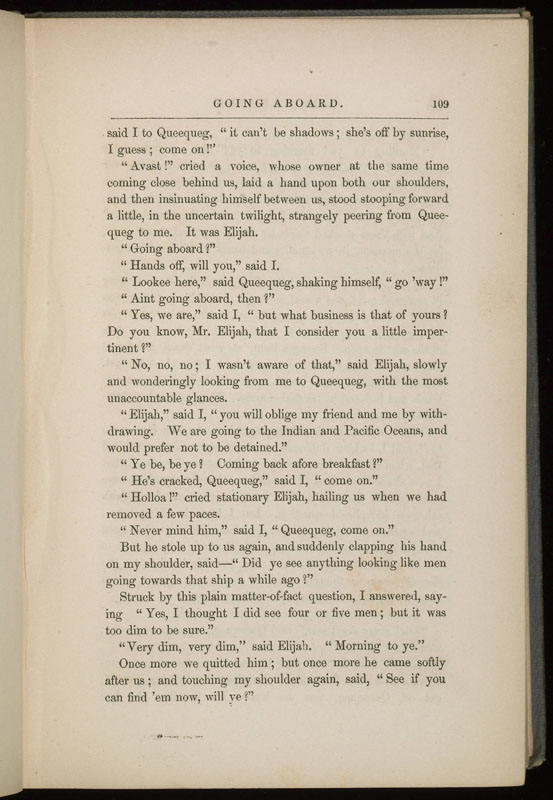 GOING ABOARD. 109
said I to Queequeg, “it can’t be shadows; she’s off by sunrise,
I guess; come on!”
“Avast!” cried a voice, whose owner at the same time
coming close behind us, laid a hand upon both our shoulders,
and then insinuating himself between us, stood stooping forward
a little, in the uncertain twilight, strangely peering from Quee-
queg to me. It was Elijah.
“Going aboard?”
“Hands off, will you,” said I.
“Lookee here,” said Queequeg, shaking himself, “go ’way!”
“Aint going aboard, then?”
“Yes, we are,” said I, “but what business is that of yours?
Do you know, Mr. Elijah, that I consider you a little imper-
tinent?”
“No, no, no; I wasn’t aware of that,” said Elijah, slowly
and wonderingly looking from me to Queequeg, with the most
unaccountable glances.
“Elijah,” said I, “you will oblige my friend and me by with-
drawing. We are going to the Indian and Pacific Oceans, and
would prefer not to be detained.”
“Ye be, be ye? Coming back afore breakfast?”
“He’s cracked, Queequeg,” said I, “come on.”
“Holloa!” cried stationary Elijah, hailing us when we had
removed a few paces.
“Never mind him,” said I, “Queequeg, come on.”
But he stole up to us again, and suddenly clapping his hand
on my shoulder, said—“Did ye see anything looking like men
going towards that ship a while ago?”
Struck by this plain matter-of-fact question, I answered, say-
ing “Yes, I thought I did see four or five men; but it was
too dim to be sure.”
“Very dim, very dim,” said Elijah. “Morning to ye.”
Once more we quitted him; but once more he came softly
after us; and touching my shoulder again, said, “See if you
can find ’em now, will ye?”